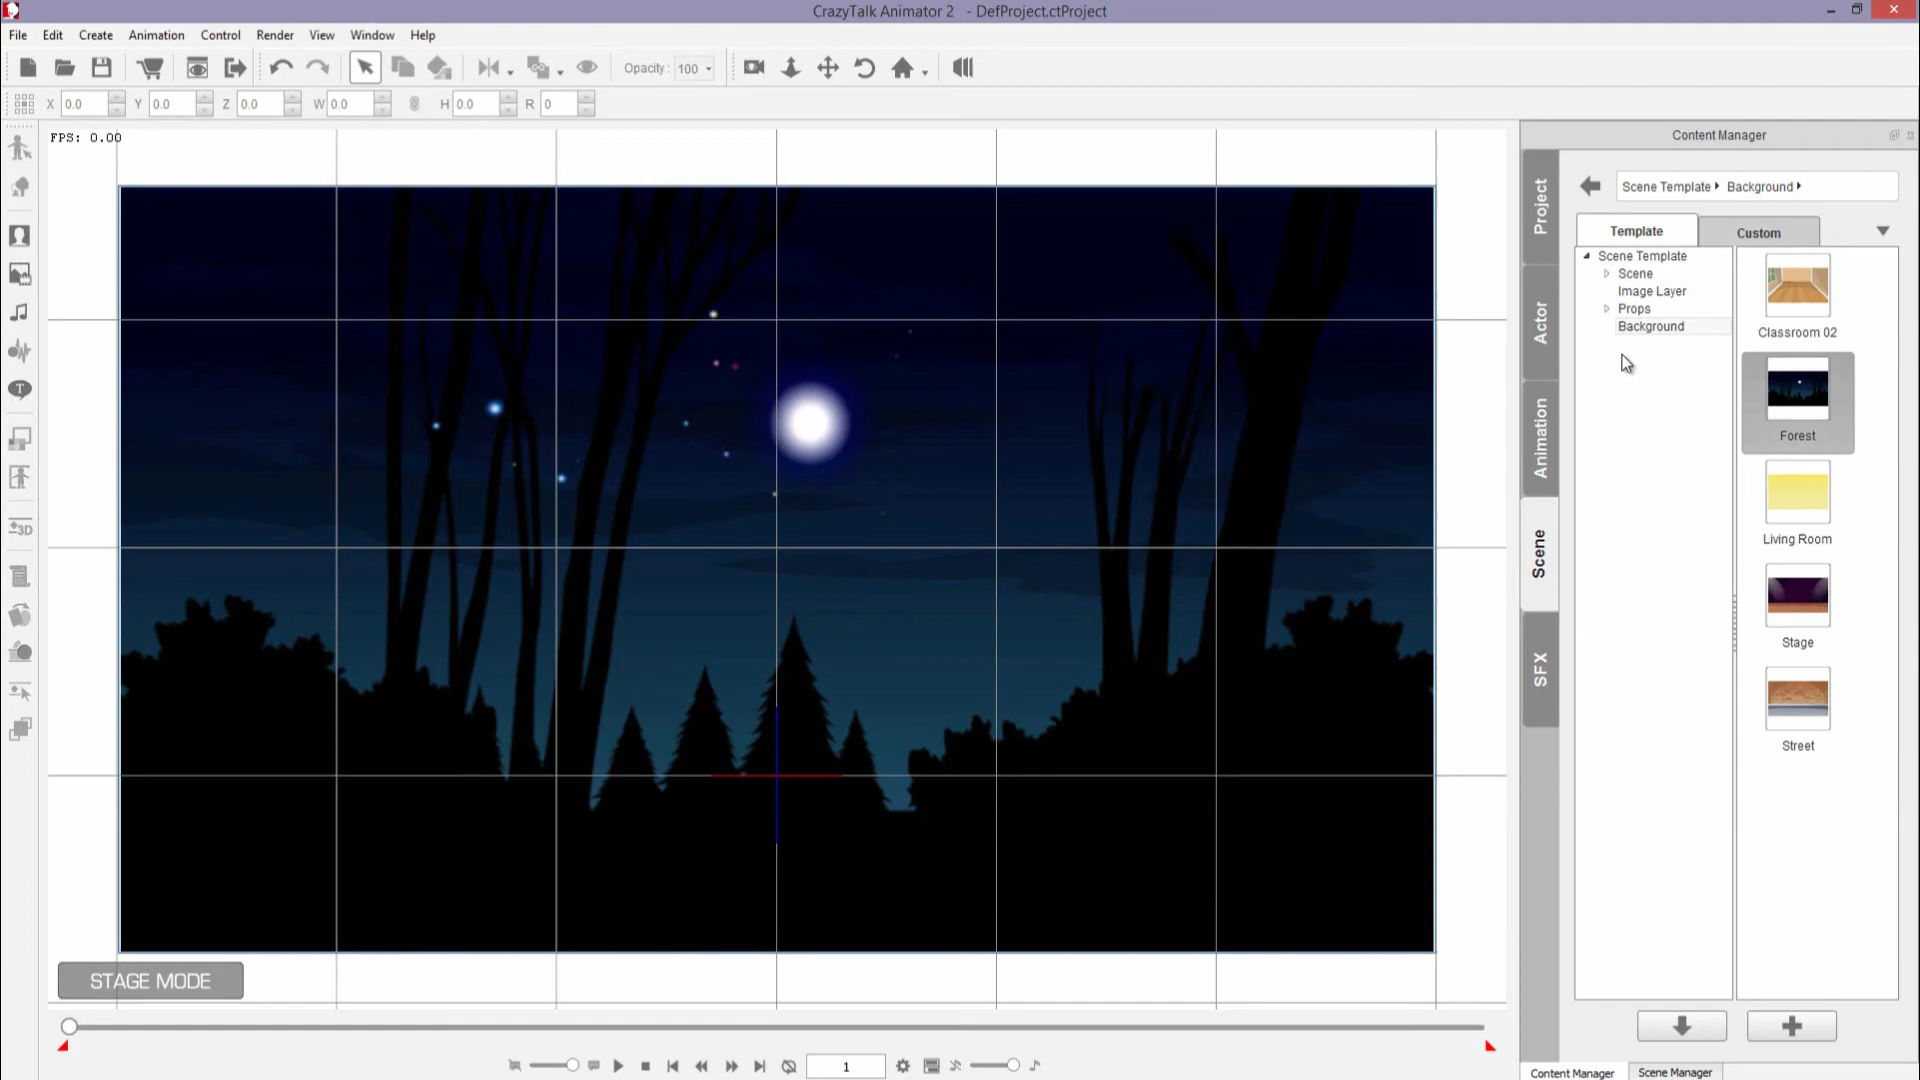 CrazyTalk Animator 2 - DefProject.ctProject
File Edit Create Animation Control Render View Window Help
Opacity : 100
X 0.0 Y 0.0 Z 0.0 W 0.0 H 0.0 R 0
FPS: 0.00
Content Manager
Scene Template Background
Template Custom
Scene Template
Scene
Image Layer
Props
Background
Project
Actor
Animation
Scene
SFX
Classroom 02
Forest
Living Room
Stage
Street
T
3D
STAGE MODE
1
Content Manager Scene Manager